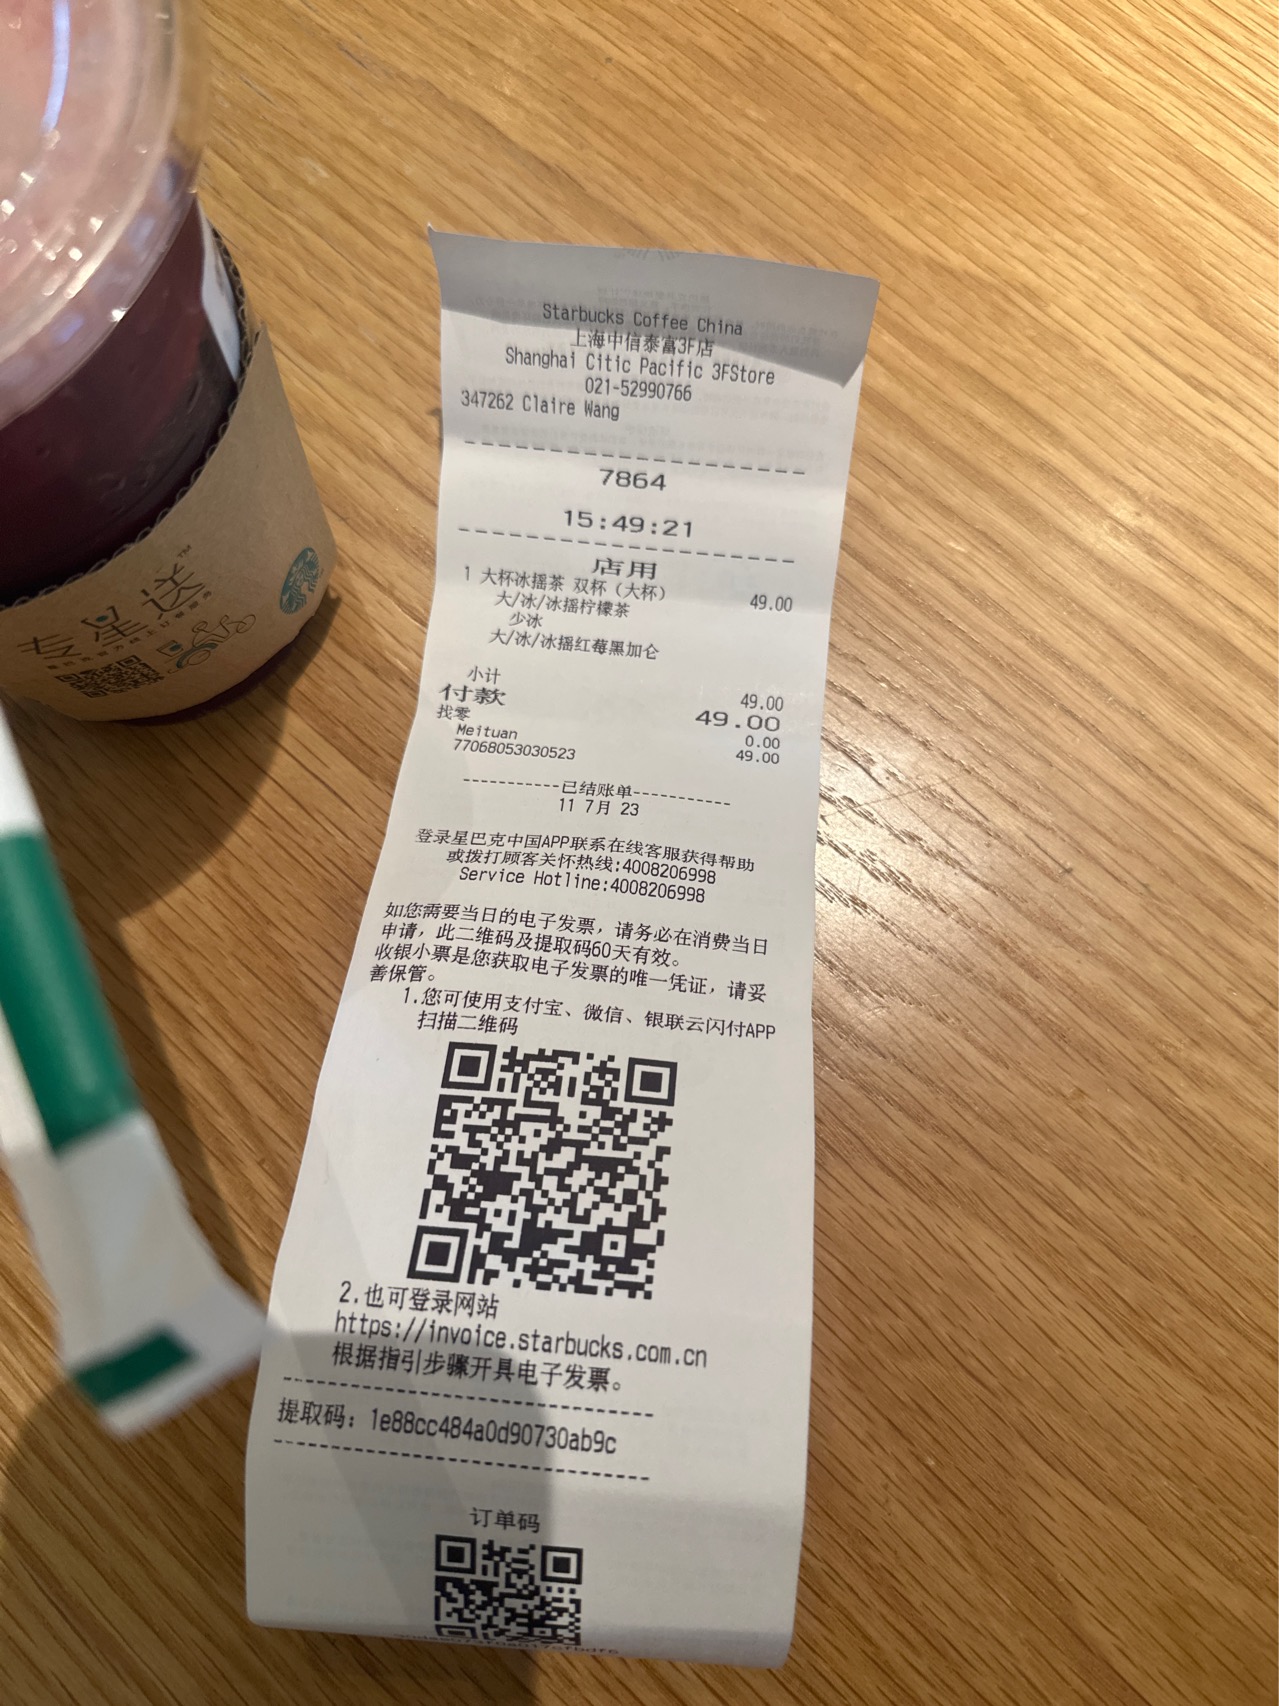 Starbucks Coffee China
上海中信泰富3F店
Shanghai Citic Pacific 3FStore
021-52990766
347262 Claire Wang
7864
15:49:21
店用
1 大杯冰摇茶 双杯（大杯） 49.00
大/冰/冰摇柠檬茶
少冰
大/冰/冰摇红莓黑加仑
小计 49.00
付款 49.00
找零 0.00
Meituan 49.00
77068053030523
-----------已结账单-----------
11 7月 23
登录星巴克中国APP联系在线客服获得帮助
或拨打顾客关怀热线:4008206998
Service Hotline:4008206998
如您需要当日的电子发票，请务必在消费当日
申请，此二维码及提取码60天有效。
收银小票是您获取电子发票的唯一凭证，请妥
善保管。
1.您可使用支付宝、微信、银联云闪付APP
扫描二维码
2.也可登录网站
https://invoice.starbucks.com.cn
根据指引步骤开具电子发票。
提取码：1e88cc484a0d90730ab9c
订单码
专星送™